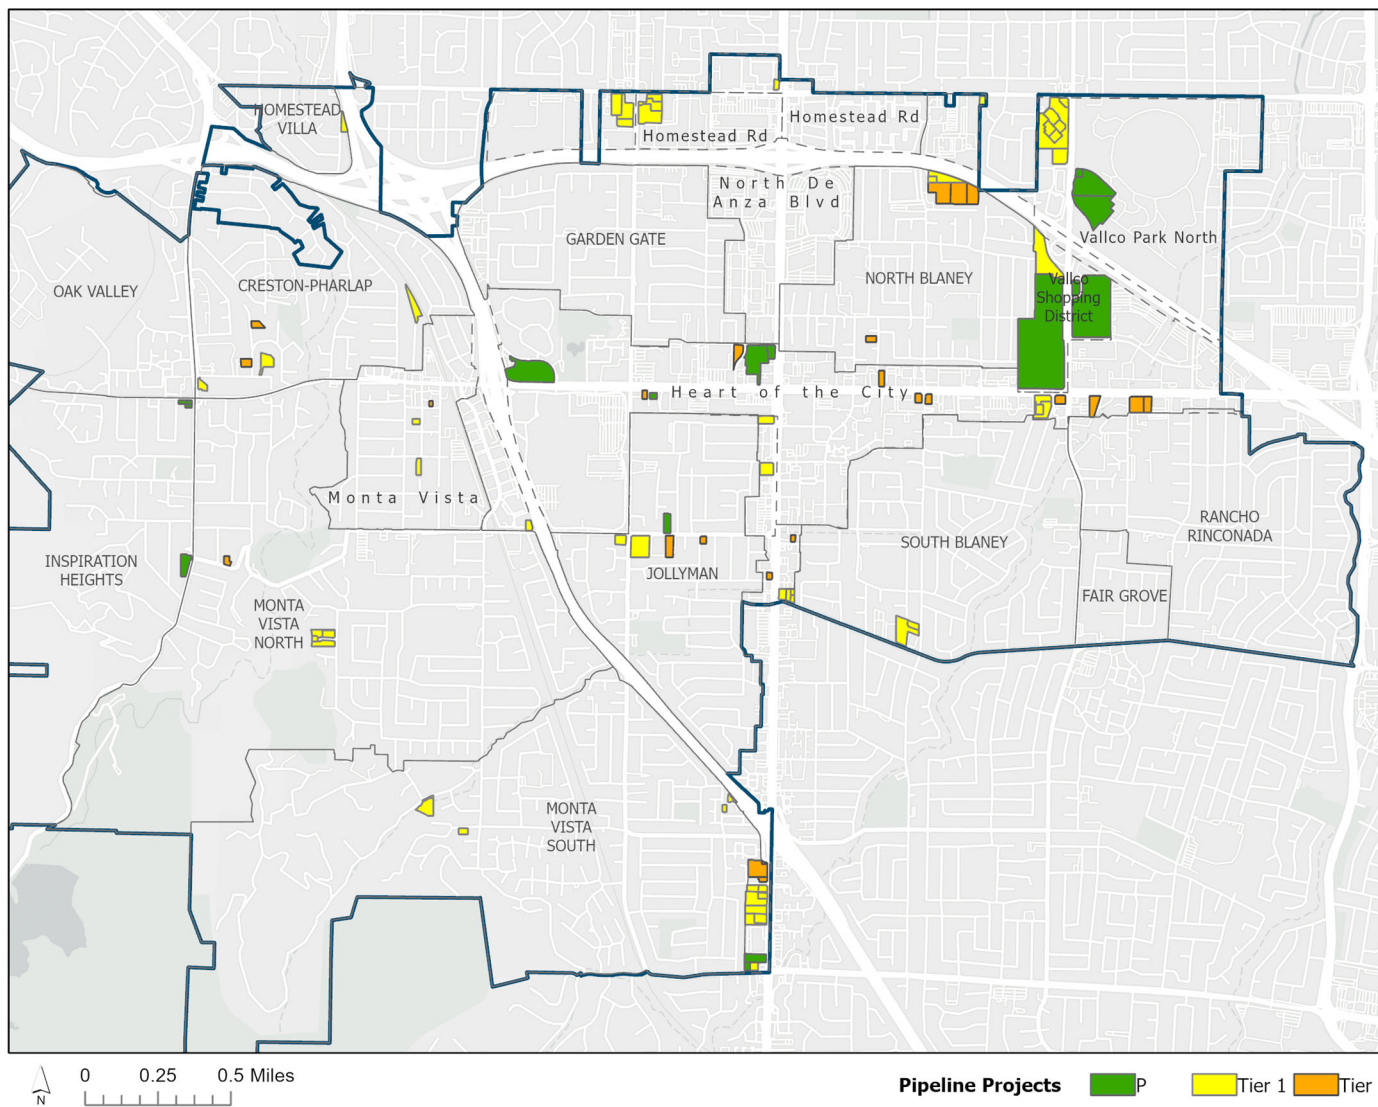 HOMESTEAD
VILLA
Homestead Rd
Homestead Rd
North De
Anza Blvd
GARDEN GATE
Vallco Park North
OAK VALLEY
CRESTON-PHARLAP
NORTH BLANEY
Vallco
Shopping
District
Heart of the City
Monta Vista
INSPIRATION
HEIGHTS
JOLLYMAN
SOUTH BLANEY
RANCHO
RINCONADA
MONTA
VISTA
NORTH
FAIR GROVE
MONTA
VISTA
SOUTH
N
0 0.25 0.5 Miles
Pipeline Projects P Tier 1 Tier